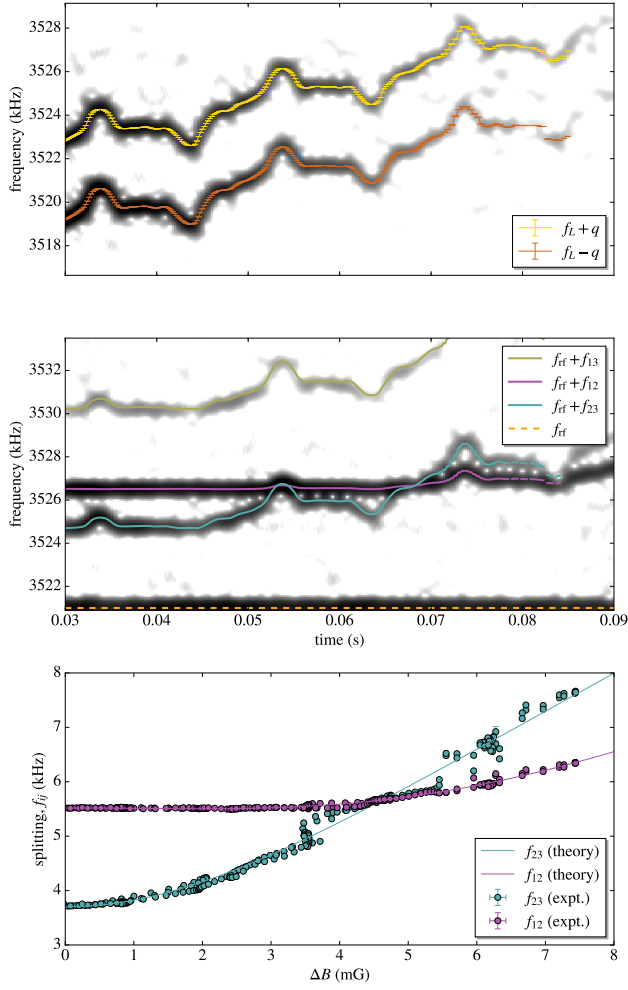 3528
3526
3524
3522
3520
3518
frequency (kHz)
f_L + q
f_L − q
3532
3530
3528
3526
3524
3522
frequency (kHz)
f_rf + f_13
f_rf + f_12
f_rf + f_23
f_rf
0.03 0.04 0.05 0.06 0.07 0.08 0.09
time (s)
8
7
6
5
4
3
splitting, f_ij (kHz)
f_23 (theory)
f_12 (theory)
f_23 (expt.)
f_12 (expt.)
0 1 2 3 4 5 6 7 8
ΔB (mG)